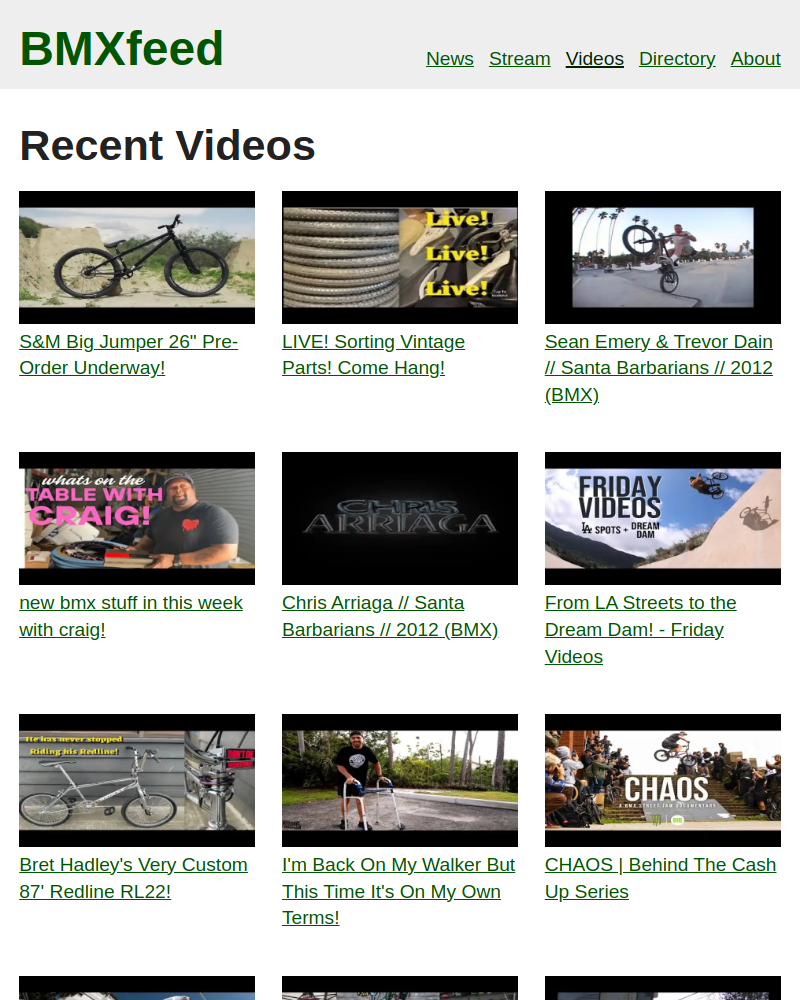 BMXfeed
News Stream Videos Directory About
Recent Videos
Live!
Live!
Live!
S&M Big Jumper 26" Pre-
Order Underway!
LIVE! Sorting Vintage
Parts! Come Hang!
Sean Emery & Trevor Dain
// Santa Barbarians // 2012
(BMX)
whats on the
TABLE WITH
CRAIG!
CHRIS
ARRIAGA
FRIDAY
VIDEOS
LA SPOTS + DREAM
DAM
new bmx stuff in this week
with craig!
Chris Arriaga // Santa
Barbarians // 2012 (BMX)
From LA Streets to the
Dream Dam! - Friday
Videos
He has never stopped
Riding his Redline!
CHAOS
A BMX STREET JAM DOCUMENTARY
Bret Hadley's Very Custom
87' Redline RL22!
I'm Back On My Walker But
This Time It's On My Own
Terms!
CHAOS | Behind The Cash
Up Series